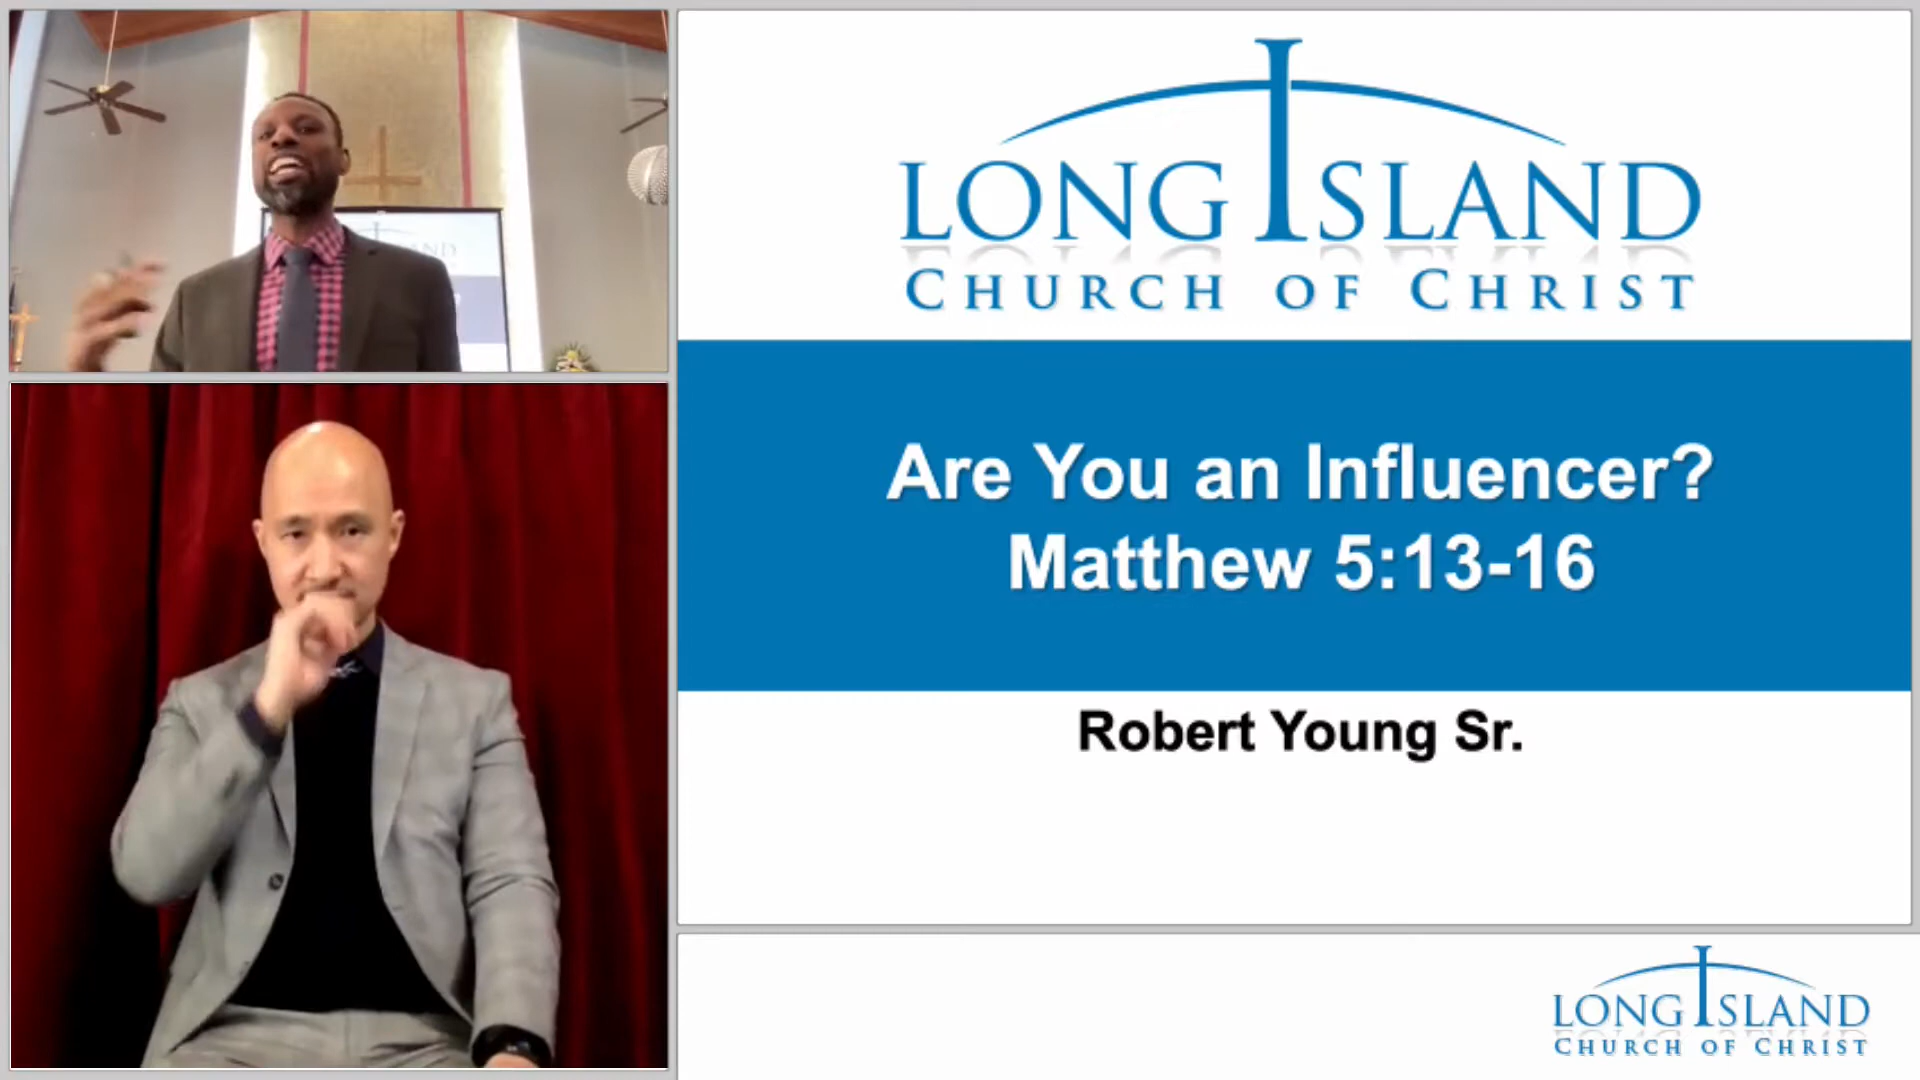 LONG ISLAND
CHURCH OF CHRIST
Are You an Influencer?
Matthew 5:13-16
Robert Young Sr.
LONG ISLAND
CHURCH OF CHRIST